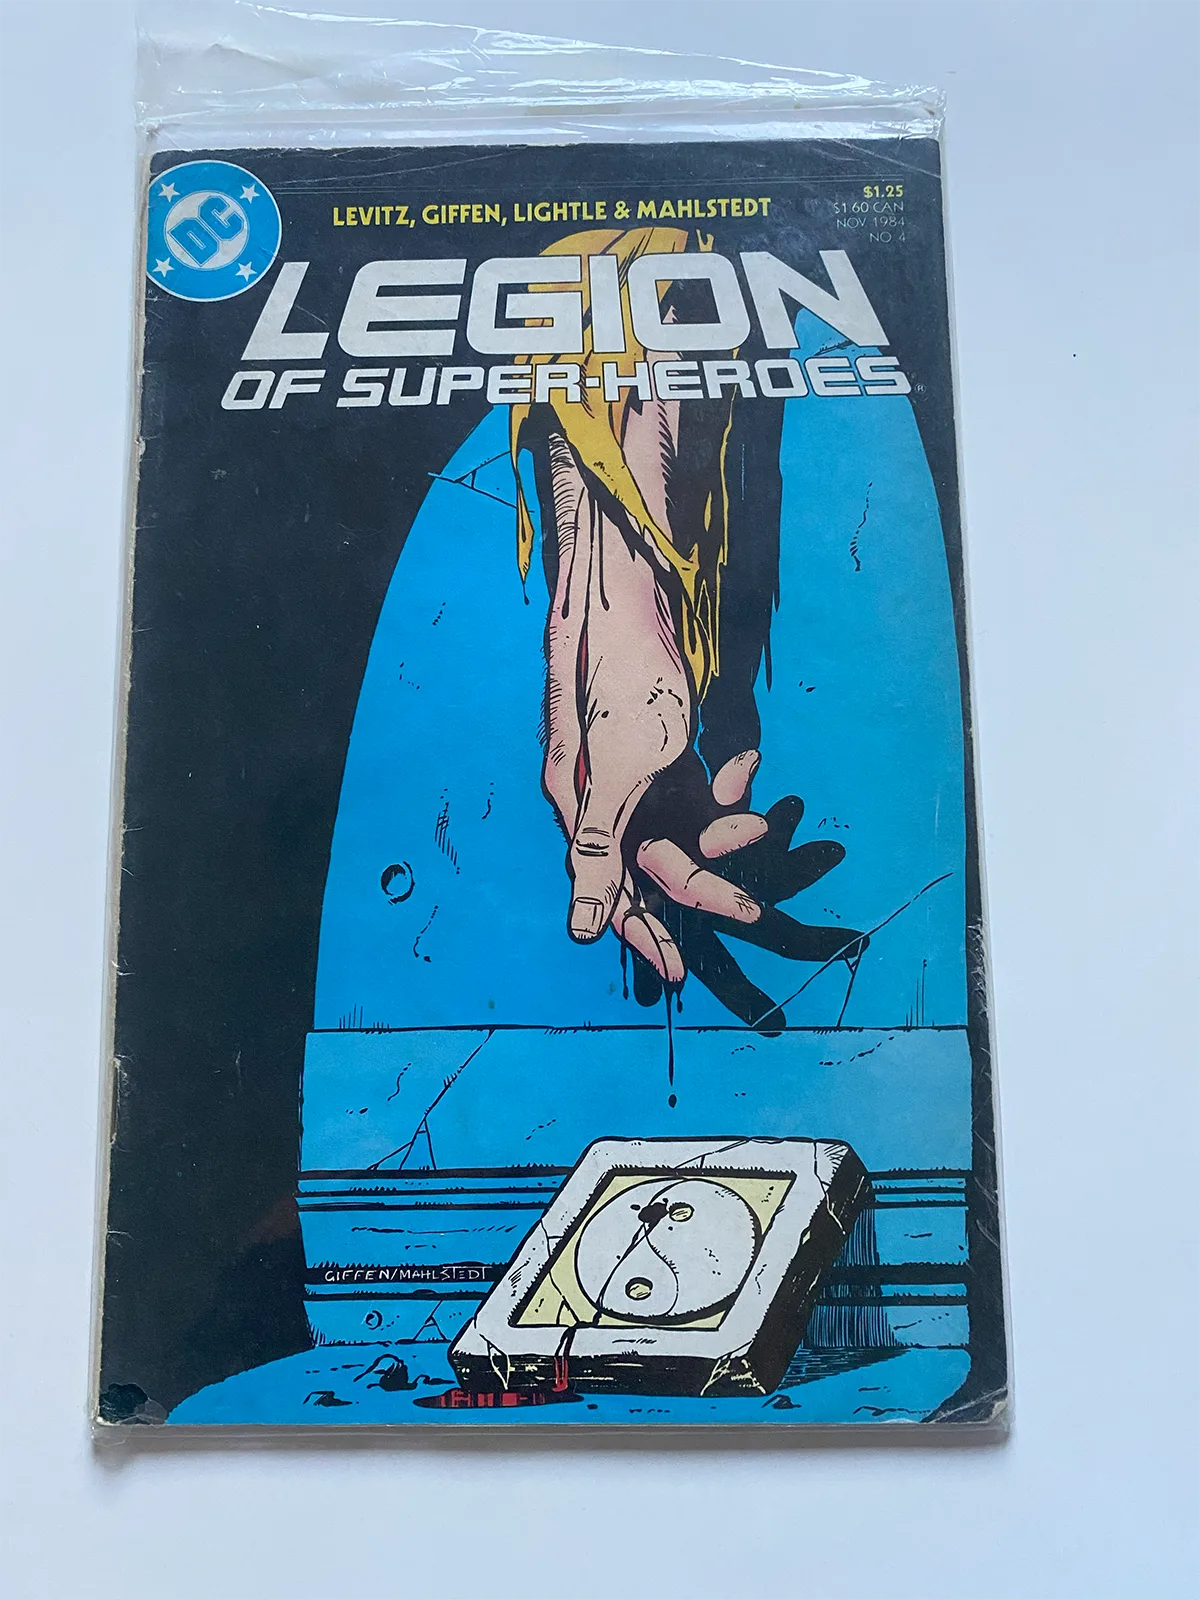 DC
LEVITZ, GIFFEN, LIGHTLE & MAHLSTEDT
$1.25
$1.60 CAN
NOV 1984
NO. 4
LEGION
OF SUPER-HEROES®
GIFFEN/MAHLSTEDT